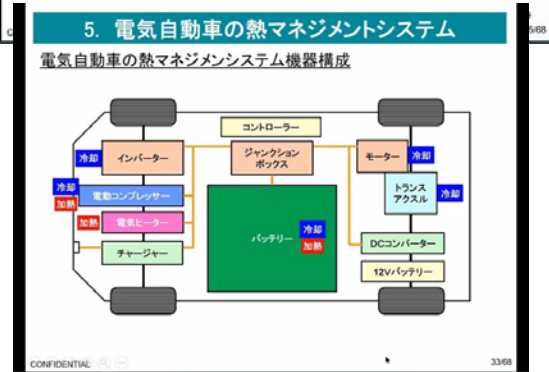 5. 電気自動車の熱マネジメントシステム
電気自動車の熱マネジメンシステム機器構成
コントローラー
冷却
インバーター
ジャンクション
ボックス
モーター
冷却
冷却
加熱
電動コンプレッサー
トランス
アクスル
冷却
加熱
電気ヒーター
バッテリー
冷却
加熱
チャージャー
DCコンバーター
12Vバッテリー
CONFIDENTIAL
33/68
5/68